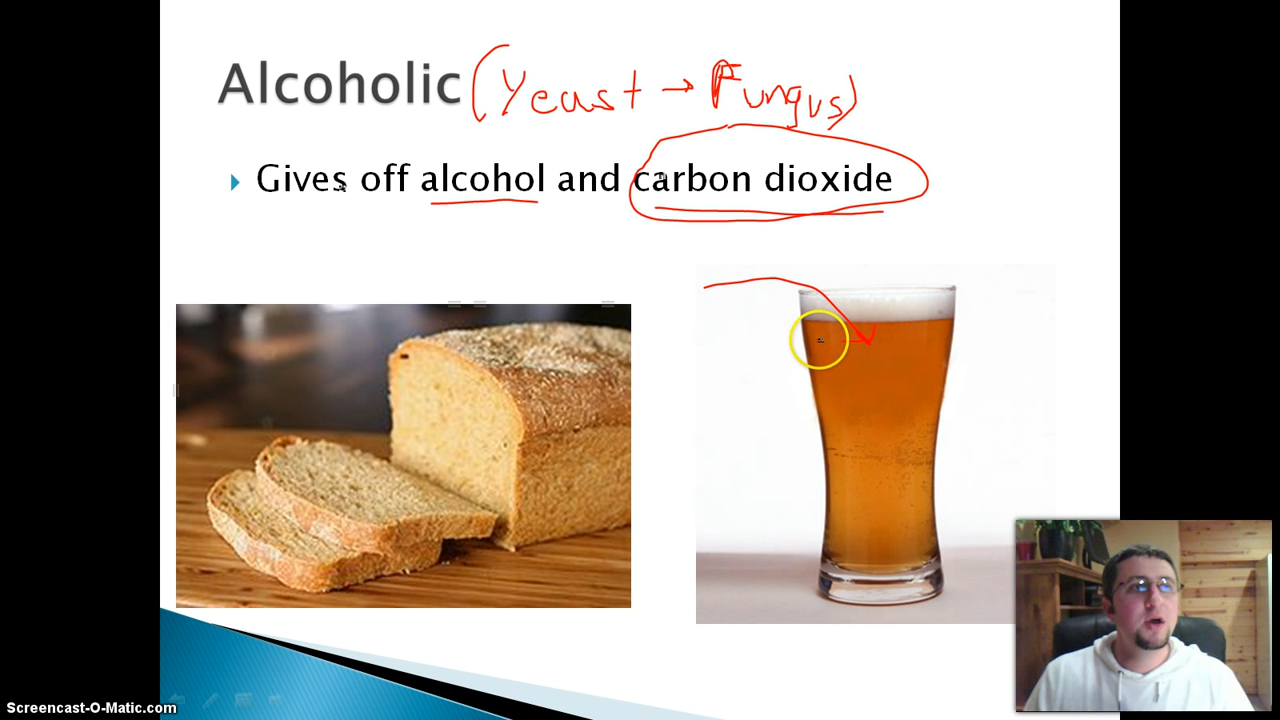 Alcoholic (Yeast → Fungus)
Gives off alcohol and carbon dioxide
Screencast-O-Matic.com